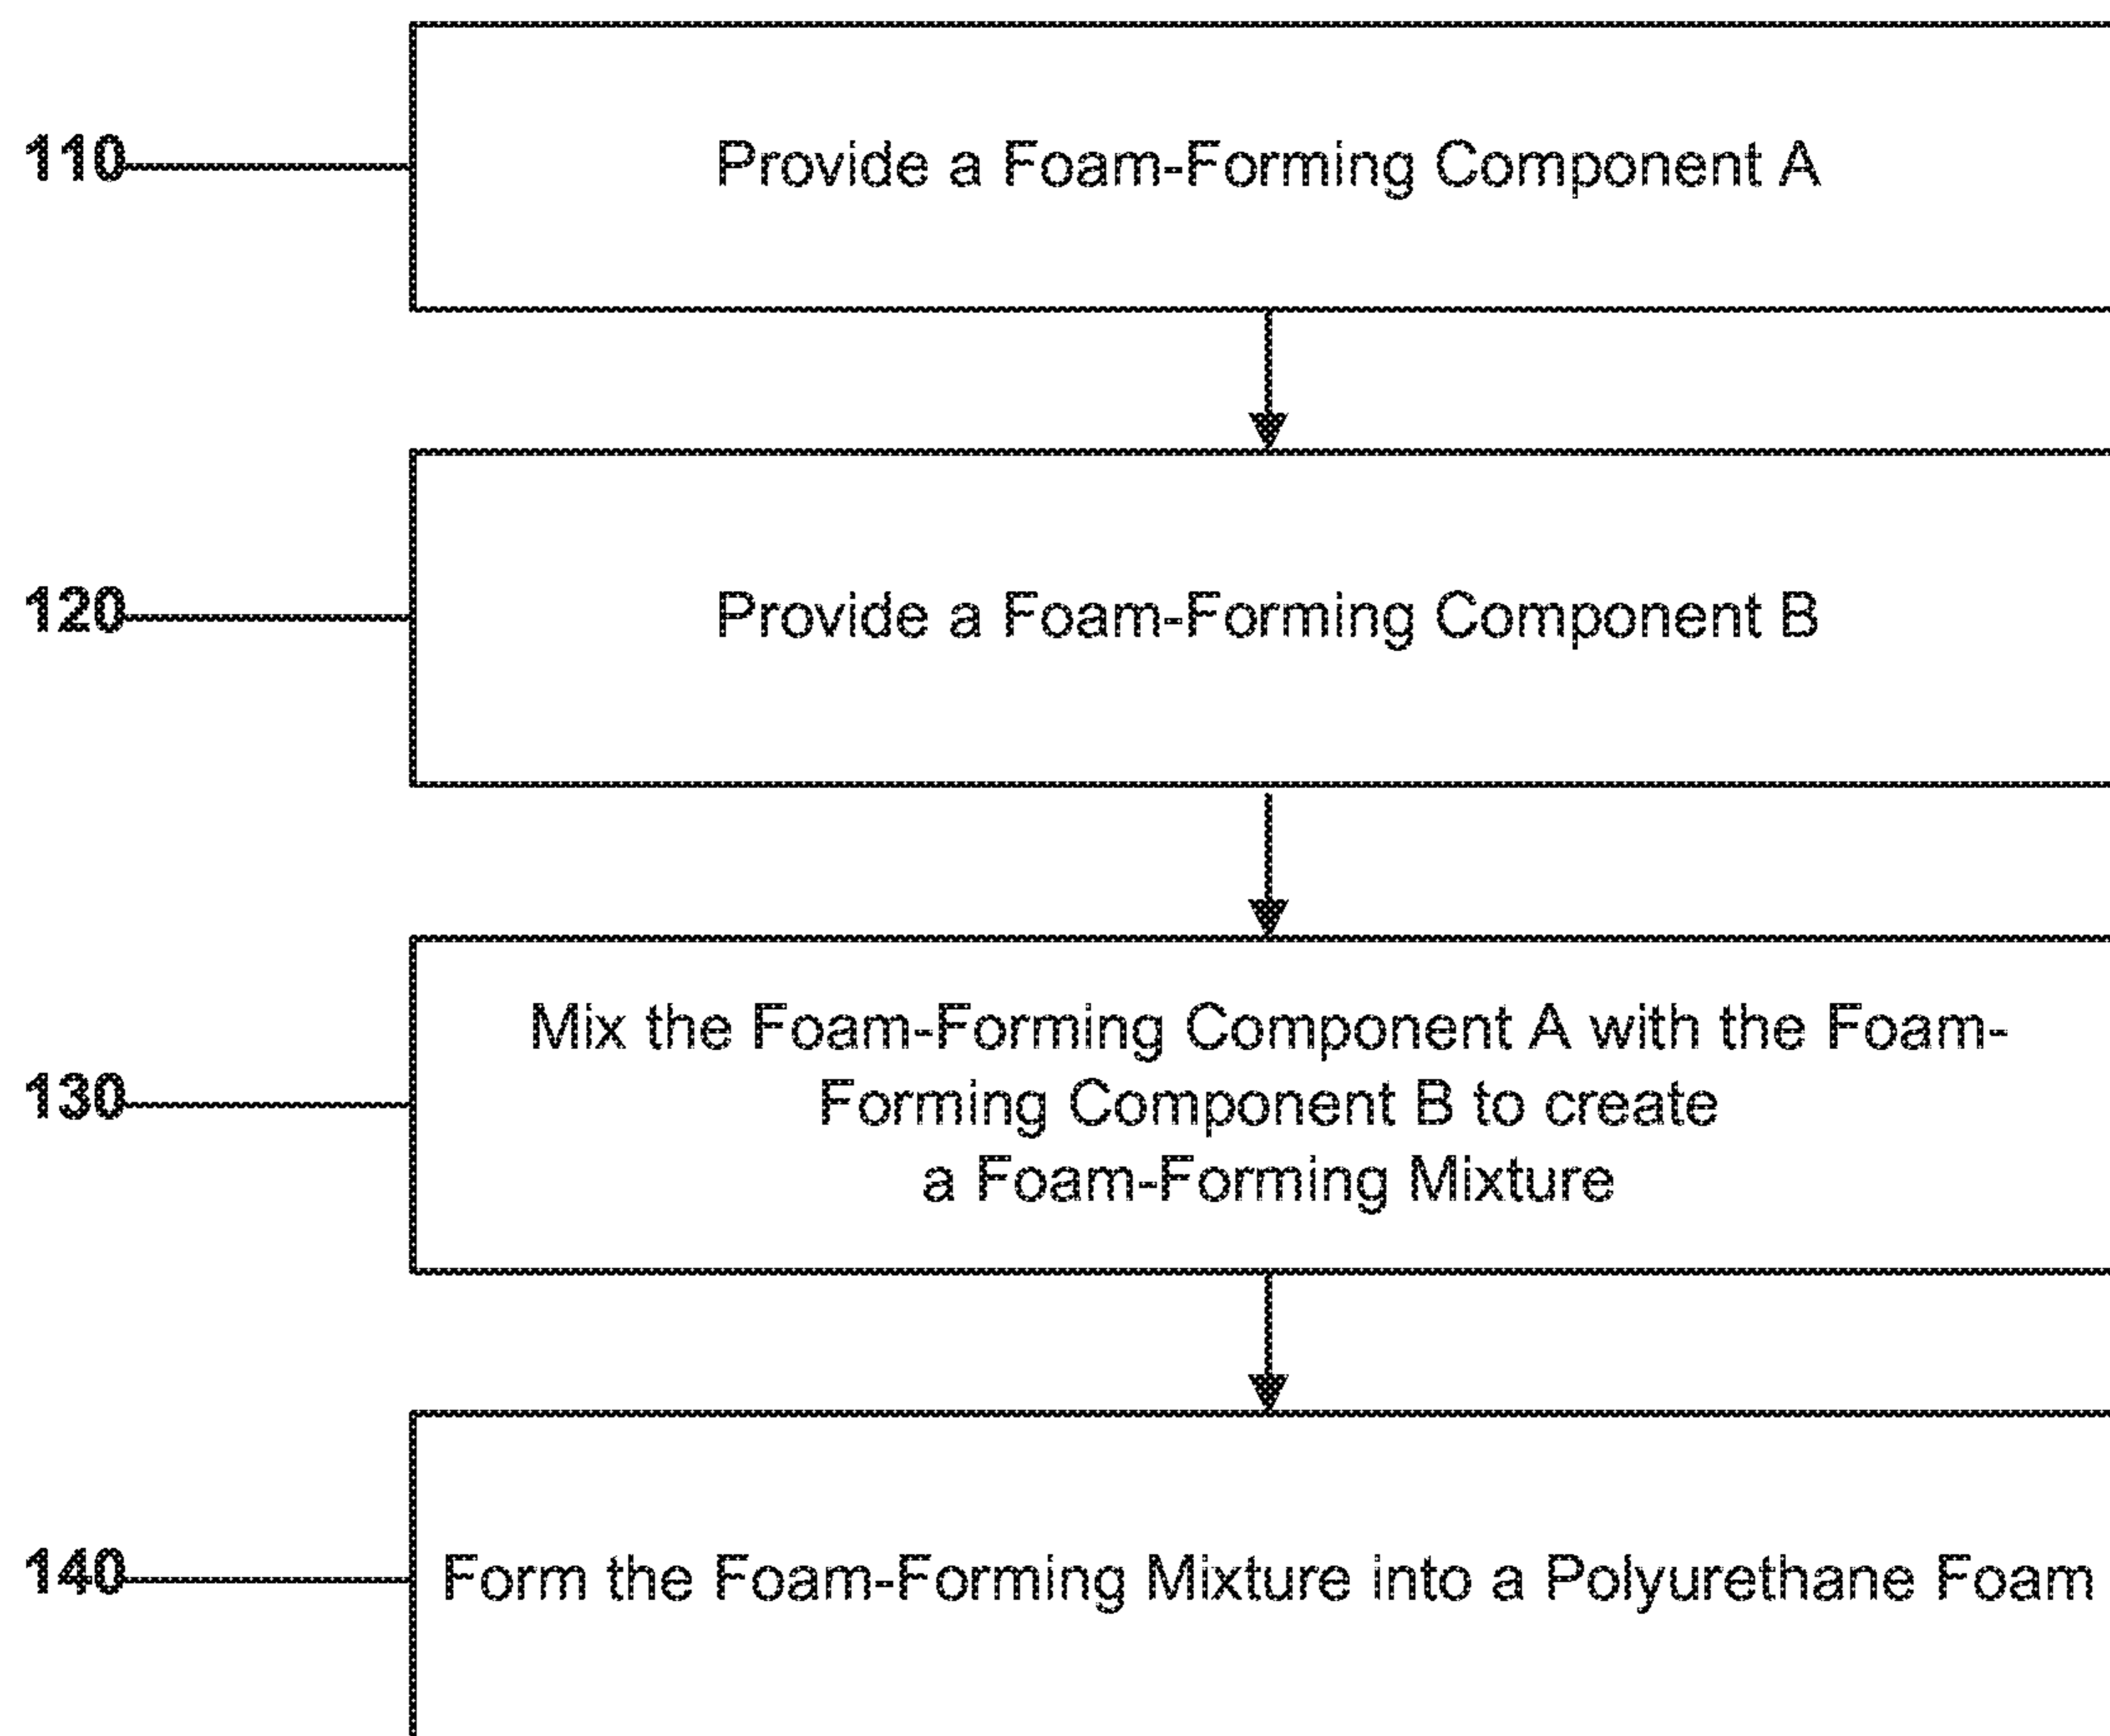 110
Provide a Foam-Forming Component A
120
Provide a Foam-Forming Component B
130
Mix the Foam-Forming Component A with the Foam-
Forming Component B to create
a Foam-Forming Mixture
140
Form the Foam-Forming Mixture into a Polyurethane Foam